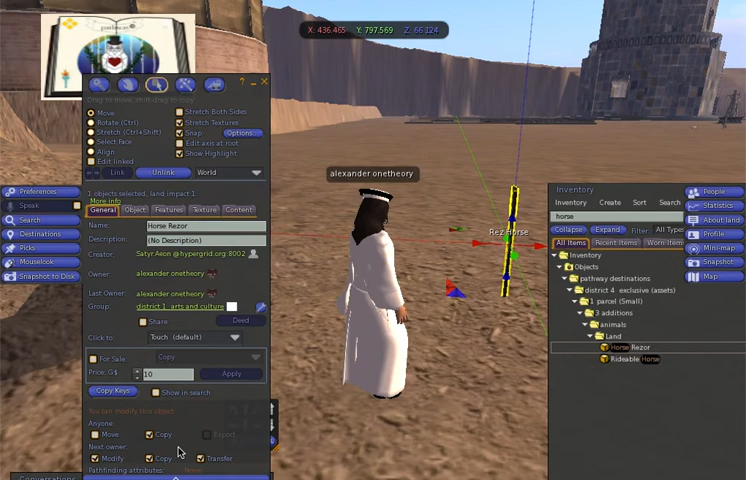 X: 436.465 Y: 797.569 Z: 66.124
Drag to move, shift-drag to copy
Move
Rotate (Ctrl)
Stretch (Ctrl+Shift)
Select Face
Align
Edit linked
Stretch Both Sides
Stretch Textures
Snap
Options...
Edit axis at root
Show Highlight
Link
Unlink
World
1 objects selected, land impact 1
More info
General
Object
Features
Texture
Content
Name: Horse Rezor
Description: (No Description)
Creator: Satyr.Aeon @hypergrid.org:8002
Owner: alexander onetheory
Last Owner: alexander onetheory
Group: district 1 arts and culture
Share
Deed
Click to: Touch (default)
For Sale: Copy
Price: G$ 10
Apply
Copy Keys
Show in search
You can modify this object
Anyone:
Move
Copy
Export
Next owner:
Modify
Copy
Transfer
Pathfinding attributes: None
Preferences
Speak
Search
Destinations
Picks
Mouselook
Snapshot to Disk
Conversations
alexander onetheory
Rez Horse
Inventory
Inventory Create Sort Search
horse
Collapse
Expand
Filter: All Types
All Items
Recent Items
Worn Items
Inventory
Objects
pathway destinations
district 4 exclusive (assets)
1 parcel (Small)
3 additions
animals
Land
Horse Rezor
Rideable Horse
People
Statistics
About land
Profile
Mini-map
Snapshot
Map